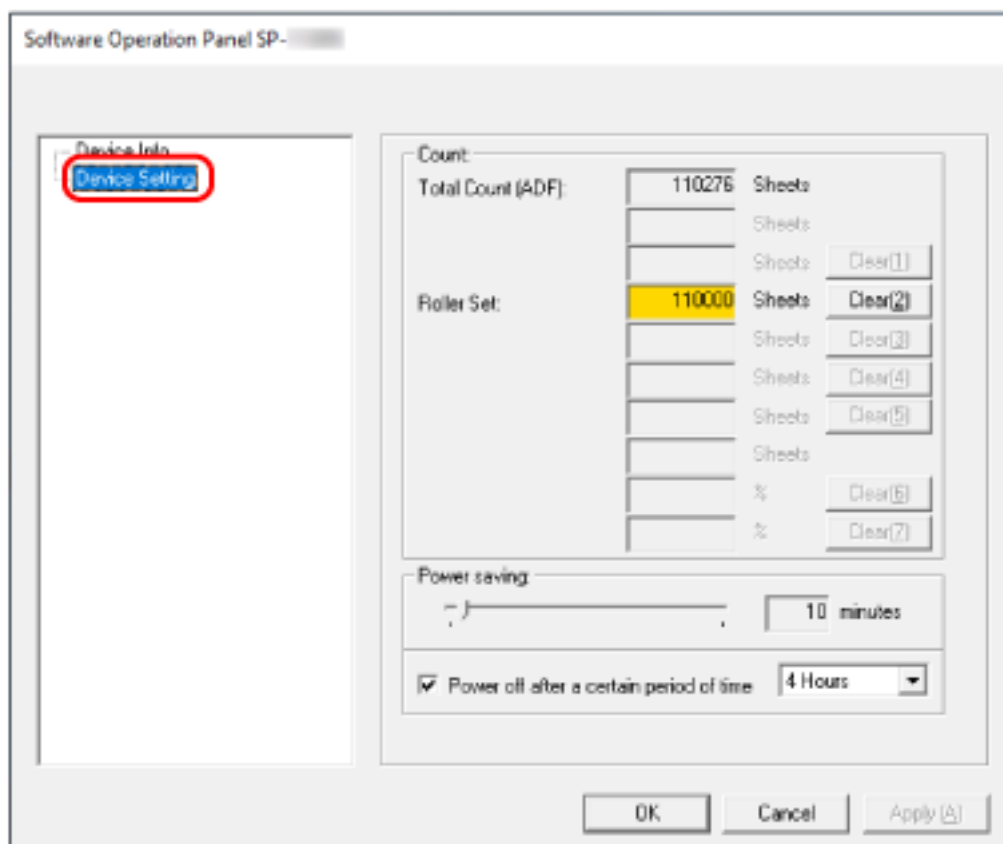 Software Operation Panel SP-
Device Info
Device Setting
Count:
Total Count (ADF): 110276 Sheets
Sheets
Sheets Clear(1)
Roller Set: 110000 Sheets Clear(2)
Sheets Clear(3)
Sheets Clear(4)
Sheets Clear(5)
Sheets
% Clear(6)
% Clear(7)
Power saving:
10 minutes
Power off after a certain period of time 4 Hours
OK Cancel Apply (A)